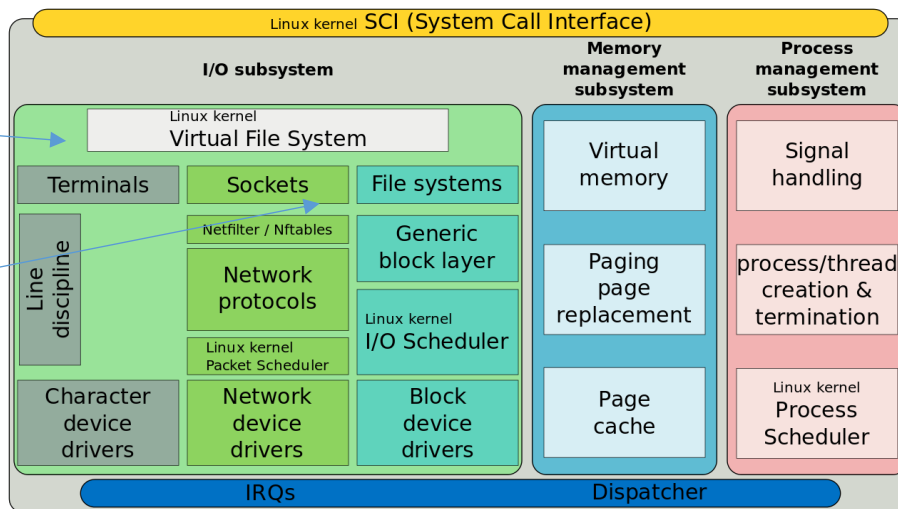 Linux kernel SCI (System Call Interface)
I/O subsystem
Memory
management
subsystem
Process
management
subsystem
Linux kernel
Virtual File System
Terminals
Sockets
File systems
Line
discipline
Netfilter / Nftables
Network
protocols
Linux kernel
Packet Scheduler
Generic
block layer
Linux kernel
I/O Scheduler
Character
device
drivers
Network
device
drivers
Block
device
drivers
Virtual
memory
Paging
page
replacement
Page
cache
Signal
handling
process/thread
creation &
termination
Linux kernel
Process
Scheduler
IRQs
Dispatcher